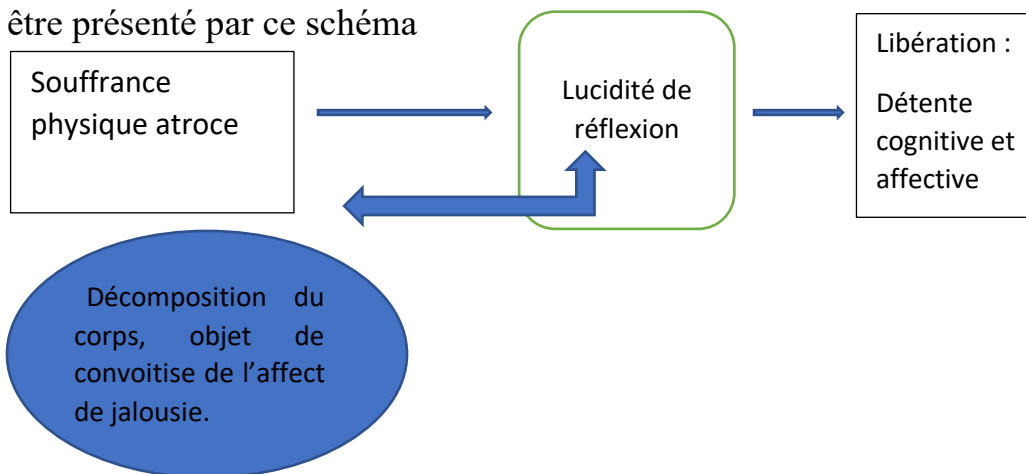 être présenté par ce schéma
Souffrance
physique atroce
Lucidité de
réflexion
Libération :
Détente
cognitive et
affective
Décomposition du
corps, objet de
convoitise de l’affect
de jalousie.